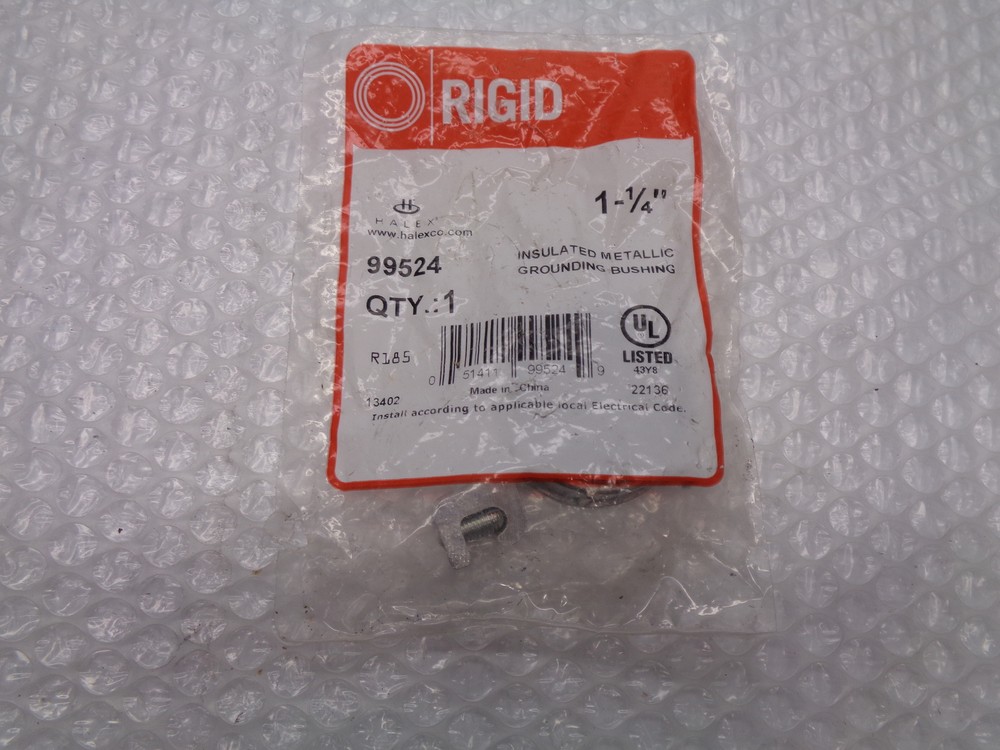 RIGID
1-1/4"
HALEX
www.halexco.com
INSULATED METALLIC
GROUNDING BUSHING
99524
QTY.:1
UL
LISTED
43Y8
R185
0 51411 99524 9
Made in China
22136
13402
Install according to applicable local Electrical Code.